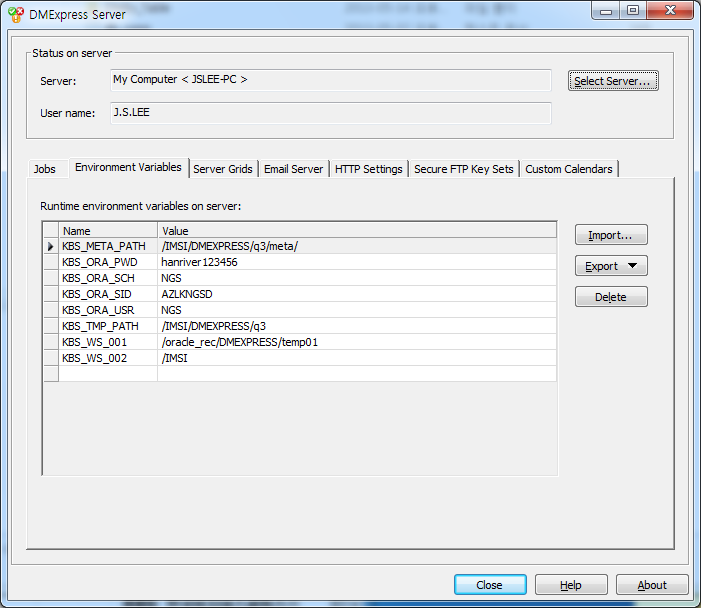 DMExpress Server
Status on server
Server: My Computer < JSLEE-PC > Select Server...
User name: J.S.LEE
Jobs Environment Variables Server Grids Email Server HTTP Settings Secure FTP Key Sets Custom Calendars
Runtime environment variables on server:
Name Value
KBS_META_PATH /IMSI/DMEXPRESS/q3/meta/
KBS_ORA_PWD hanriver123456
KBS_ORA_SCH NGS
KBS_ORA_SID AZLKNGSD
KBS_ORA_USR NGS
KBS_TMP_PATH /IMSI/DMEXPRESS/q3
KBS_WS_001 /oracle_rec/DMEXPRESS/temp01
KBS_WS_002 /IMSI
Import...
Export
Delete
Close Help About